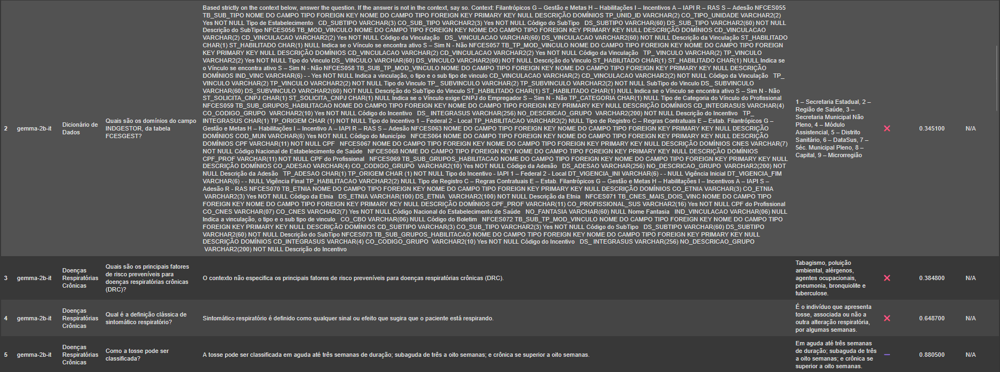 Based strictly on the context below, answer the question. If the answer is not in the context, say so. Context: Filantrópicos G – Gestão e Metas H – Habilitações I – Incentivos A – IAPI R – RAS S – Adesão NFCES055
TB_SUB_TIPO NOME DO CAMPO TIPO FOREIGN KEY NOME DO CAMPO TIPO FOREIGN KEY PRIMARY KEY NULL DESCRIÇÃO DOMÍNIOS TP_UNID_ID VARCHAR(2) CO_TIPO_UNIDADE VARCHAR2(2)
Yes NOT NULL Tipo de Estabelecimento CD_SUBTIPO VARCHAR(3) CO_SUB_TIPO VARCHAR2(3) Yes NOT NULL Código do SubTipo DS_SUBTIPO VARCHAR(60) DS_SUB_TIPO VARCHAR2(60) NOT NULL
Descrição do SubTipo NFCES056 TB_MOD_VINCULO NOME DO CAMPO TIPO FOREIGN KEY NOME DO CAMPO TIPO FOREIGN KEY PRIMARY KEY NULL DESCRIÇÃO DOMÍNIOS CD_VINCULACAO
VARCHAR(2) CD_VINCULACAO VARCHAR2(2) Yes NOT NULL Código da Vinculação DS_ VINCULACAO VARCHAR(60) DS_VINCULACAO VARCHAR2(60) NOT NULL Descrição da Vinculação ST_HABILITADO
CHAR(1) ST_HABILITADO CHAR(1) NULL Indica se o Vínculo se encontra ativo S – Sim N - Não NFCES057 TB_TP_MOD_VINCULO NOME DO CAMPO TIPO FOREIGN KEY NOME DO CAMPO TIPO FOREIGN
KEY PRIMARY KEY NULL DESCRIÇÃO DOMÍNIOS CD_VINCULACAO VARCHAR(2) CD_VINCULACAO VARCHAR2(2) Yes NOT NULL Código da Vinculação TP_ VINCULO VARCHAR(2) TP_VINCULO
VARCHAR2(2) Yes NOT NULL Tipo do Vinculo DS_ VINCULO VARCHAR(60) DS_VINCULO VARCHAR2(60) NOT NULL Descrição do Vinculo ST_HABILITADO CHAR(1) ST_HABILITADO CHAR(1) NULL Indica se
o Vínculo se encontra ativo S – Sim N - Não NFCES058 TB_SUB_TP_MOD_VINCULO NOME DO CAMPO TIPO FOREIGN KEY NOME DO CAMPO TIPO FOREIGN KEY PRIMARY KEY NULL DESCRIÇÃO
DOMÍNIOS IND_VINC VARCHAR(6) - - Yes NOT NULL Indica a vinculação, o tipo e o sub tipo de vinculo CD_VINCULACAO VARCHAR(2) CD_VINCULACAO VARCHAR2(2) NOT NULL Código da Vinculação TP_
VINCULO VARCHAR(2) TP_VINCULO VARCHAR2(2) NOT NULL Tipo do Vinculo TP_ SUBVINCULO VARCHAR(2) TP_SUBVINCULO VARCHAR2(2) NOT NULL SubTipo do Vinculo DS_ SUBVINCULO
VARCHAR(60) DS_SUBVINCULO VARCHAR2(60) NOT NULL Descrição do SubTipo do Vinculo ST_HABILITADO CHAR(1) ST_HABILITADO CHAR(1) NULL Indica se o Vínculo se encontra ativo S – Sim N - Não
ST_SOLICITA_CNPJ CHAR(1) ST_SOLICITA_CNPJ CHAR(1) NULL Indica se o Vínculo exige CNPJ do Empregador S – Sim N - Não TP_CATEGORIA CHAR(1) NULL Tipo de Categoria do Vínculo do Profissional
NFCES059 TB_SUB_GRUPOS_HABILITACAO NOME DO CAMPO TIPO FOREIGN KEY NOME DO CAMPO TIPO FOREIGN KEY PRIMARY KEY NULL DESCRIÇÃO DOMÍNIOS CD_INTEGRASUS VARCHAR(4)
CO_CODIGO_GRUPO VARCHAR2(10) Yes NOT NULL Código do Incentivo DS_ INTEGRASUS VARCHAR(256) NO_DESCRICAO_GRUPO VARCHAR2(200) NOT NULL Descrição do Incentivo TP_
INTEGRASUS CHAR(1) TP_ORIGEM CHAR (1) NOT NULL Tipo do Incentivo 1 – Federal 2 - Local TP_HABILITACAO VARCHAR2(2) NULL Tipo de Registro C – Regras Contratuais E – Estab. Filantrópicos G –
Gestão e Metas H – Habilitações I – Incentivo A – IAPI R – RAS S – Adesão NFCES063 NOME DO CAMPO TIPO FOREIGN KEY NOME DO CAMPO TIPO FOREIGN KEY PRIMARY KEY NULL DESCRIÇÃO
DOMÍNIOS COD_MUN VARCHAR(6) Yes NOT NULL Código do Município NFCES064 NOME DO CAMPO TIPO FOREIGN KEY NOME DO CAMPO TIPO FOREIGN KEY PRIMARY KEY NULL DESCRIÇÃO
DOMÍNIOS CPF VARCHAR(11) NOT NULL CPF NFCES067 NOME DO CAMPO TIPO FOREIGN KEY NOME DO CAMPO TIPO FOREIGN KEY PRIMARY KEY NULL DESCRIÇÃO DOMÍNIOS CNES VARCHAR(7)
NOT NULL Código Nacional de Estabelecimento de Saúde NFCES068 NOME DO CAMPO TIPO FOREIGN KEY NOME DO CAMPO TIPO FOREIGN KEY PRIMARY KEY NULL DESCRIÇÃO DOMÍNIOS
CPF_PROF VARCHAR(11) NOT NULL CPF do Profissional NFCES069 TB_SUB_GRUPOS_HABILITACAO NOME DO CAMPO TIPO FOREIGN KEY NOME DO CAMPO TIPO FOREIGN KEY PRIMARY KEY NULL
DESCRIÇÃO DOMÍNIOS CO_ADESAO VARCHAR(4) CO_CODIGO_GRUPO VARCHAR2(10) Yes NOT NULL Código da Adesão DS_ADESAO VARCHAR(256) NO_DESCRICAO_GRUPO VARCHAR2(200) NOT
NULL Descrição da Adesão TP_ADESAO CHAR(1) TP_ORIGEM CHAR (1) NOT NULL Tipo do Incentivo - IAPI 1 – Federal 2 - Local DT_VIGENCIA_INI VARCHAR(6) - - NULL Vigência Inicial DT_VIGENCIA_FIM
VARCHAR(6) - - NULL Vigência Final TP_HABILITACAO VARCHAR2(2) NULL Tipo de Registro C – Regras Contratuais E – Estab. Filantrópicos G – Gestão e Metas H – Habilitações I – Incentivos A – IAPI S –
Adesão R - RAS NFCES070 TB_ETNIA NOME DO CAMPO TIPO FOREIGN KEY NOME DO CAMPO TIPO FOREIGN KEY PRIMARY KEY NULL DESCRIÇÃO DOMÍNIOS CO_ETNIA VARCHAR(3) CO_ETNIA
VARCHAR2(3) Yes NOT NULL Código da Etnia DS_ETNIA VARCHAR(100) DS_ETNIA VARCHAR2(100) NOT NULL Descrição da Etnia NFCES071 TB_CNES_MAIS_DOIS_VINC NOME DO CAMPO TIPO
FOREIGN KEY NOME DO CAMPO TIPO FOREIGN KEY PRIMARY KEY NULL DESCRIÇÃO DOMÍNIOS CPF_PROF VARCHAR(11) CO_PROFISSIONAL_SUS VARCHAR2(16) Yes NOT NULL CPF do Profissional
CO_CNES VARCHAR(07) CO_CNES VARCHAR2(7) Yes NOT NULL Código Nacional do Estabelecimento de Saúde NO_FANTASIA VARCHAR(60) NULL Nome Fantasia IND_VINCULACAO VARCHAR(06) NULL
Indica a vinculação, o tipo e o sub tipo de vinculo CO_CBO VARCHAR(06) NULL Código do Boletim NFCES072 TB_SUB_TP_MOD_VINCULO NOME DO CAMPO TIPO FOREIGN KEY NOME DO CAMPO TIPO
FOREIGN KEY PRIMARY KEY NULL DESCRIÇÃO DOMÍNIOS CD_SUBTIPO VARCHAR(3) CO_SUB_TIPO VARCHAR2(3) Yes NOT NULL Código do SubTipo DS_SUBTIPO VARCHAR(60) DS_SUBTIPO
VARCHAR2(60) NOT NULL Descrição do SubTipo NFCES073 TB_SUB_GRUPOS_HABILITACAO NOME DO CAMPO TIPO FOREIGN KEY NOME DO CAMPO TIPO FOREIGN KEY PRIMARY KEY NULL
DESCRIÇÃO DOMÍNIOS CD_INTEGRASUS VARCHAR(4) CO_CODIGO_GRUPO VARCHAR2(10) Yes NOT NULL Código do Incentivo DS_ INTEGRASUS VARCHAR(256) NO_DESCRICAO_GRUPO
VARCHAR2(200) NOT NULL Descrição do Incentivo
2
gemma-2b-it
Dicionário de
Dados
Quais são os domínios do campo
INDGESTOR, da tabela
FCESGEST?
1 – Secretaria Estadual, 2 –
Região de Saúde, 3 –
Secretaria Municipal Não
Pleno, 4 – Módulo
Assistencial, 5 – Distrito
Sanitário, 6 – DataSus, 7 –
5éc. Municipal Pleno, 8 –
Capital, 9 – Microrregião
0.345100
N/A
3
gemma-2b-it
Doenças
Respiratórias
Crônicas
Quais são os principais fatores
de risco preveníveis para
doenças respiratórias crônicas
(DRC)?
O contexto não especifica os principais fatores de risco preveníveis para doenças respiratórias crônicas (DRC).
Tabagismo, poluição
ambiental, alérgenos,
agentes ocupacionais,
pneumonia, bronquiolite e
tuberculose.
0.384800
N/A
4
gemma-2b-it
Doenças
Respiratórias
Crônicas
Qual é a definição clássica de
sintomático respiratório?
Sintomático respiratório é definido como qualquer sinal ou efeito que sugira que o paciente está respirando.
É o indivíduo que apresenta
tosse, associada ou não a
outra alteração respiratória,
por algumas semanas.
0.648700
N/A
5
gemma-2b-it
Doenças
Respiratórias
Crônicas
Como a tosse pode ser
classificada?
A tosse pode ser classificada em aguda até três semanas de duração; subaguda de três a oito semanas; e crônica se superior a oito semanas.
Em aguda até três semanas
de duração; subaguda de três
a oito semanas; e crônica se
superior a oito semanas.
0.880500
N/A